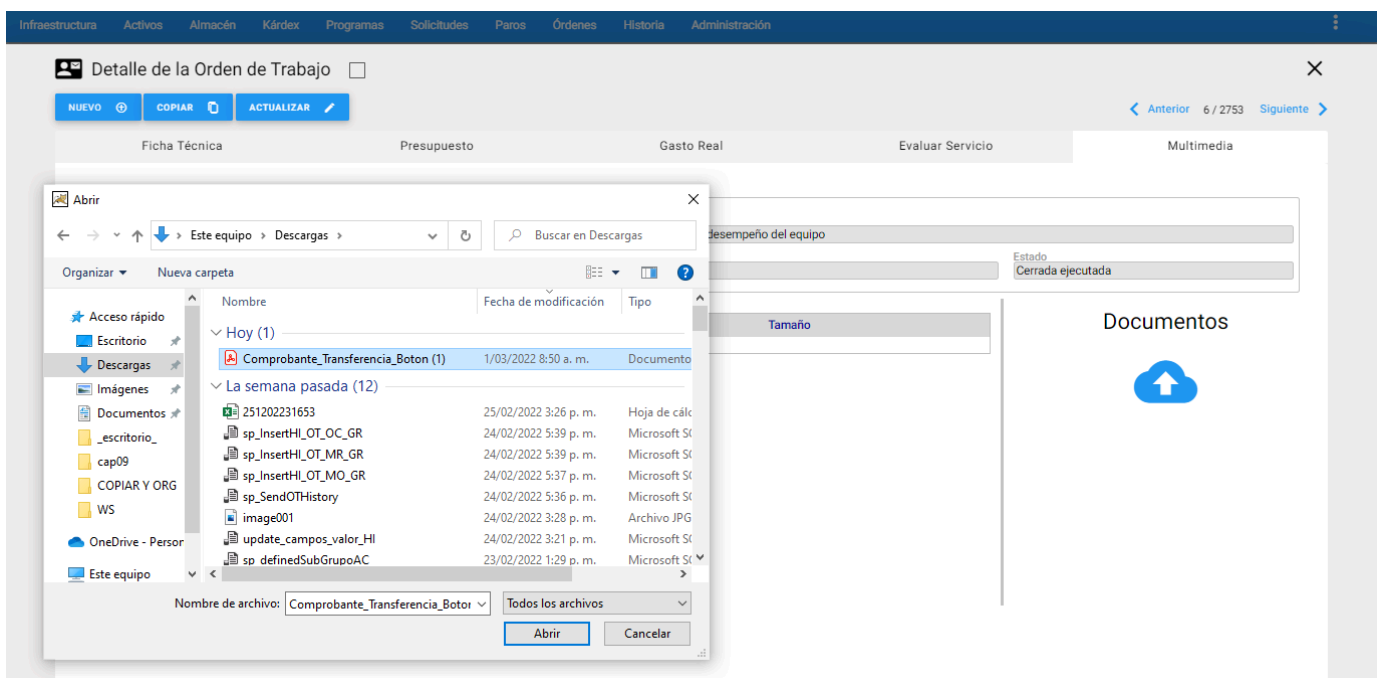 Infraestructura Activos Almacén Kárdex Programas Solicitudes Paros Órdenes Historia Administración
Detalle de la Orden de Trabajo
NUEVO COPIAR ACTUALIZAR
Anterior 6 / 2753 Siguiente
Ficha Técnica Presupuesto Gasto Real Evaluar Servicio Multimedia
Abrir
Este equipo > Descargas >
Buscar en Descargas
Organizar Nueva carpeta
Acceso rápido
Escritorio
Descargas
Imágenes
Documentos
_escritorio_
cap09
COPIAR Y ORG
WS
OneDrive - Person
Este equipo
Nombre Fecha de modificación Tipo
Hoy (1)
Comprobante_Transferencia_Boton (1) 1/03/2022 8:50 a. m. Documento
La semana pasada (12)
251202231653 25/02/2022 3:26 p. m. Hoja de cálc
sp_InsertHI_OT_OC_GR 24/02/2022 5:39 p. m. Microsoft S
sp_InsertHI_OT_MR_GR 24/02/2022 5:39 p. m. Microsoft S
sp_InsertHI_OT_MO_GR 24/02/2022 5:37 p. m. Microsoft S
sp_SendOTHistory 24/02/2022 5:36 p. m. Microsoft S
image001 24/02/2022 3:28 p. m. Archivo JPG
update_campos_valor_HI 24/02/2022 3:21 p. m. Microsoft S
sp_definedSubGrupoAC 23/02/2022 1:29 p. m. Microsoft S
Nombre de archivo: Comprobante_Transferencia_Botor Todos los archivos
Abrir Cancelar
desempeño del equipo
Estado
Cerrada ejecutada
Tamaño
Documentos